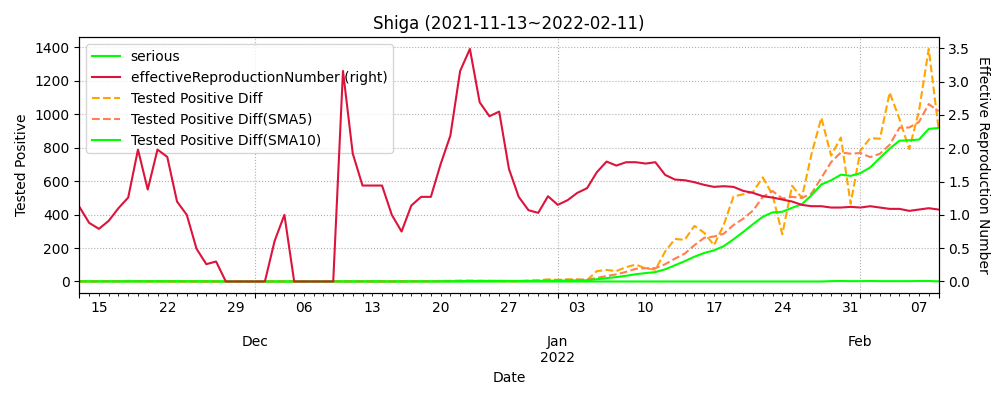 Shiga (2021-11-13~2022-02-11)
Tested Positive
1400
1200
1000
800
600
400
200
0
serious
effectiveReproductionNumber (right)
Tested Positive Diff
Tested Positive Diff(SMA5)
Tested Positive Diff(SMA10)
3.5
3.0
2.5
2.0
1.5
1.0
0.5
0.0
Effective Reproduction Number
15 22 29 06 13 20 27 03 10 17 24 31 07
Dec Jan Feb
2022
Date